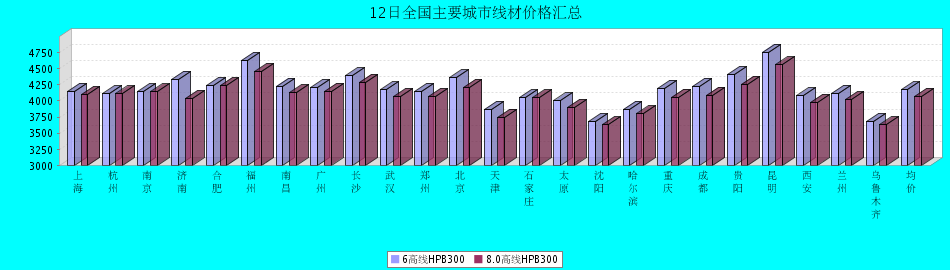 12日全国主要城市线材价格汇总
4750
4500
4250
4000
3750
3500
3250
3000
上海
杭州
南京
济南
合肥
福州
南昌
广州
长沙
武汉
郑州
北京
天津
石家庄
太原
沈阳
哈尔滨
重庆
成都
贵阳
昆明
西安
兰州
乌鲁木齐
均价
6高线HPB300
8.0高线HPB300